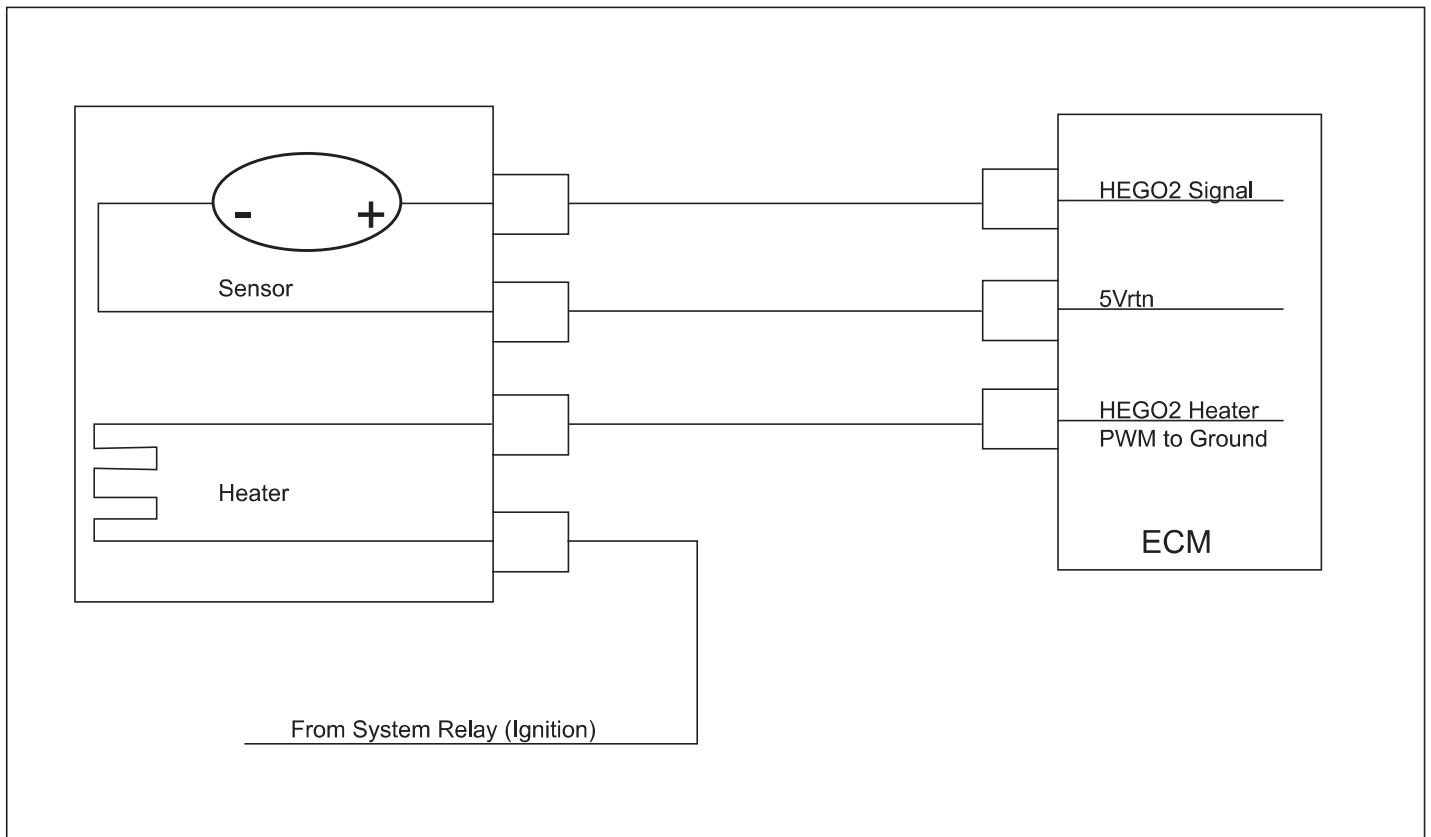 - +
Sensor
Heater
From System Relay (Ignition)
HEGO2 Signal
5Vrtn
HEGO2 Heater
PWM to Ground
ECM